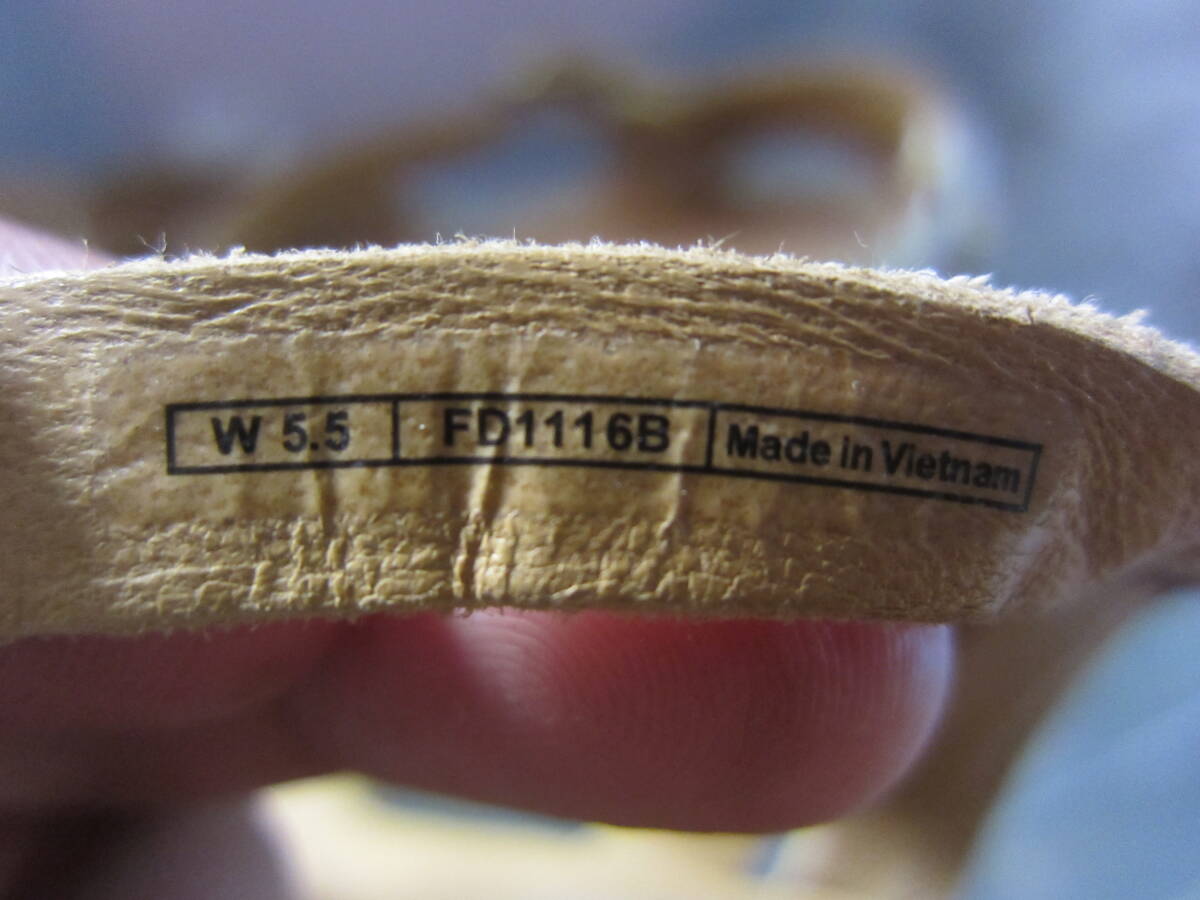 W 5.5 FD1116B Made in Vietnam